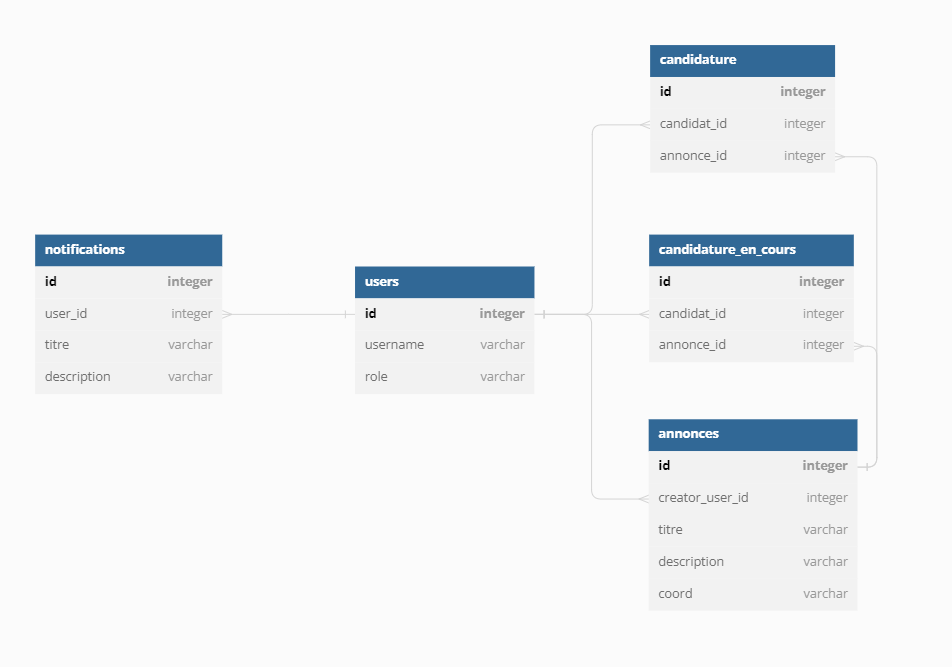 candidature
id integer
candidat_id integer
annonce_id integer
notifications
id integer
user_id integer
titre varchar
description varchar
users
id integer
username varchar
role varchar
candidature_en_cours
id integer
candidat_id integer
annonce_id integer
annonces
id integer
creator_user_id integer
titre varchar
description varchar
coord varchar